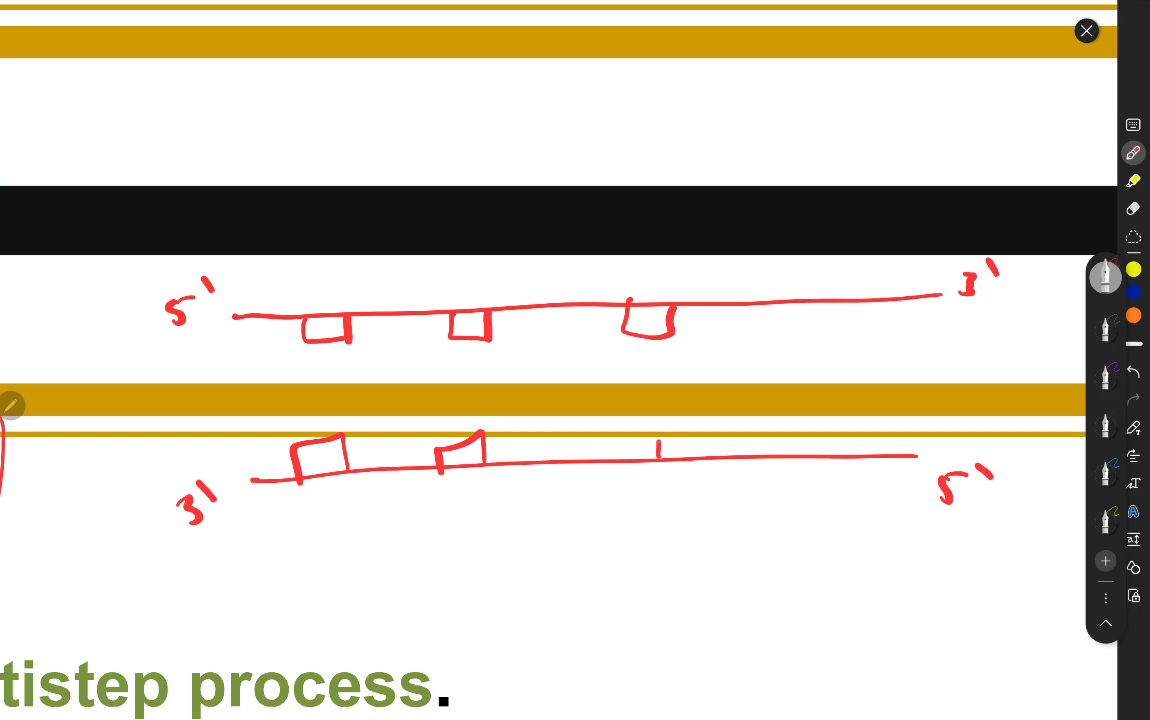 5' 3'
3' 5'
tistep process.